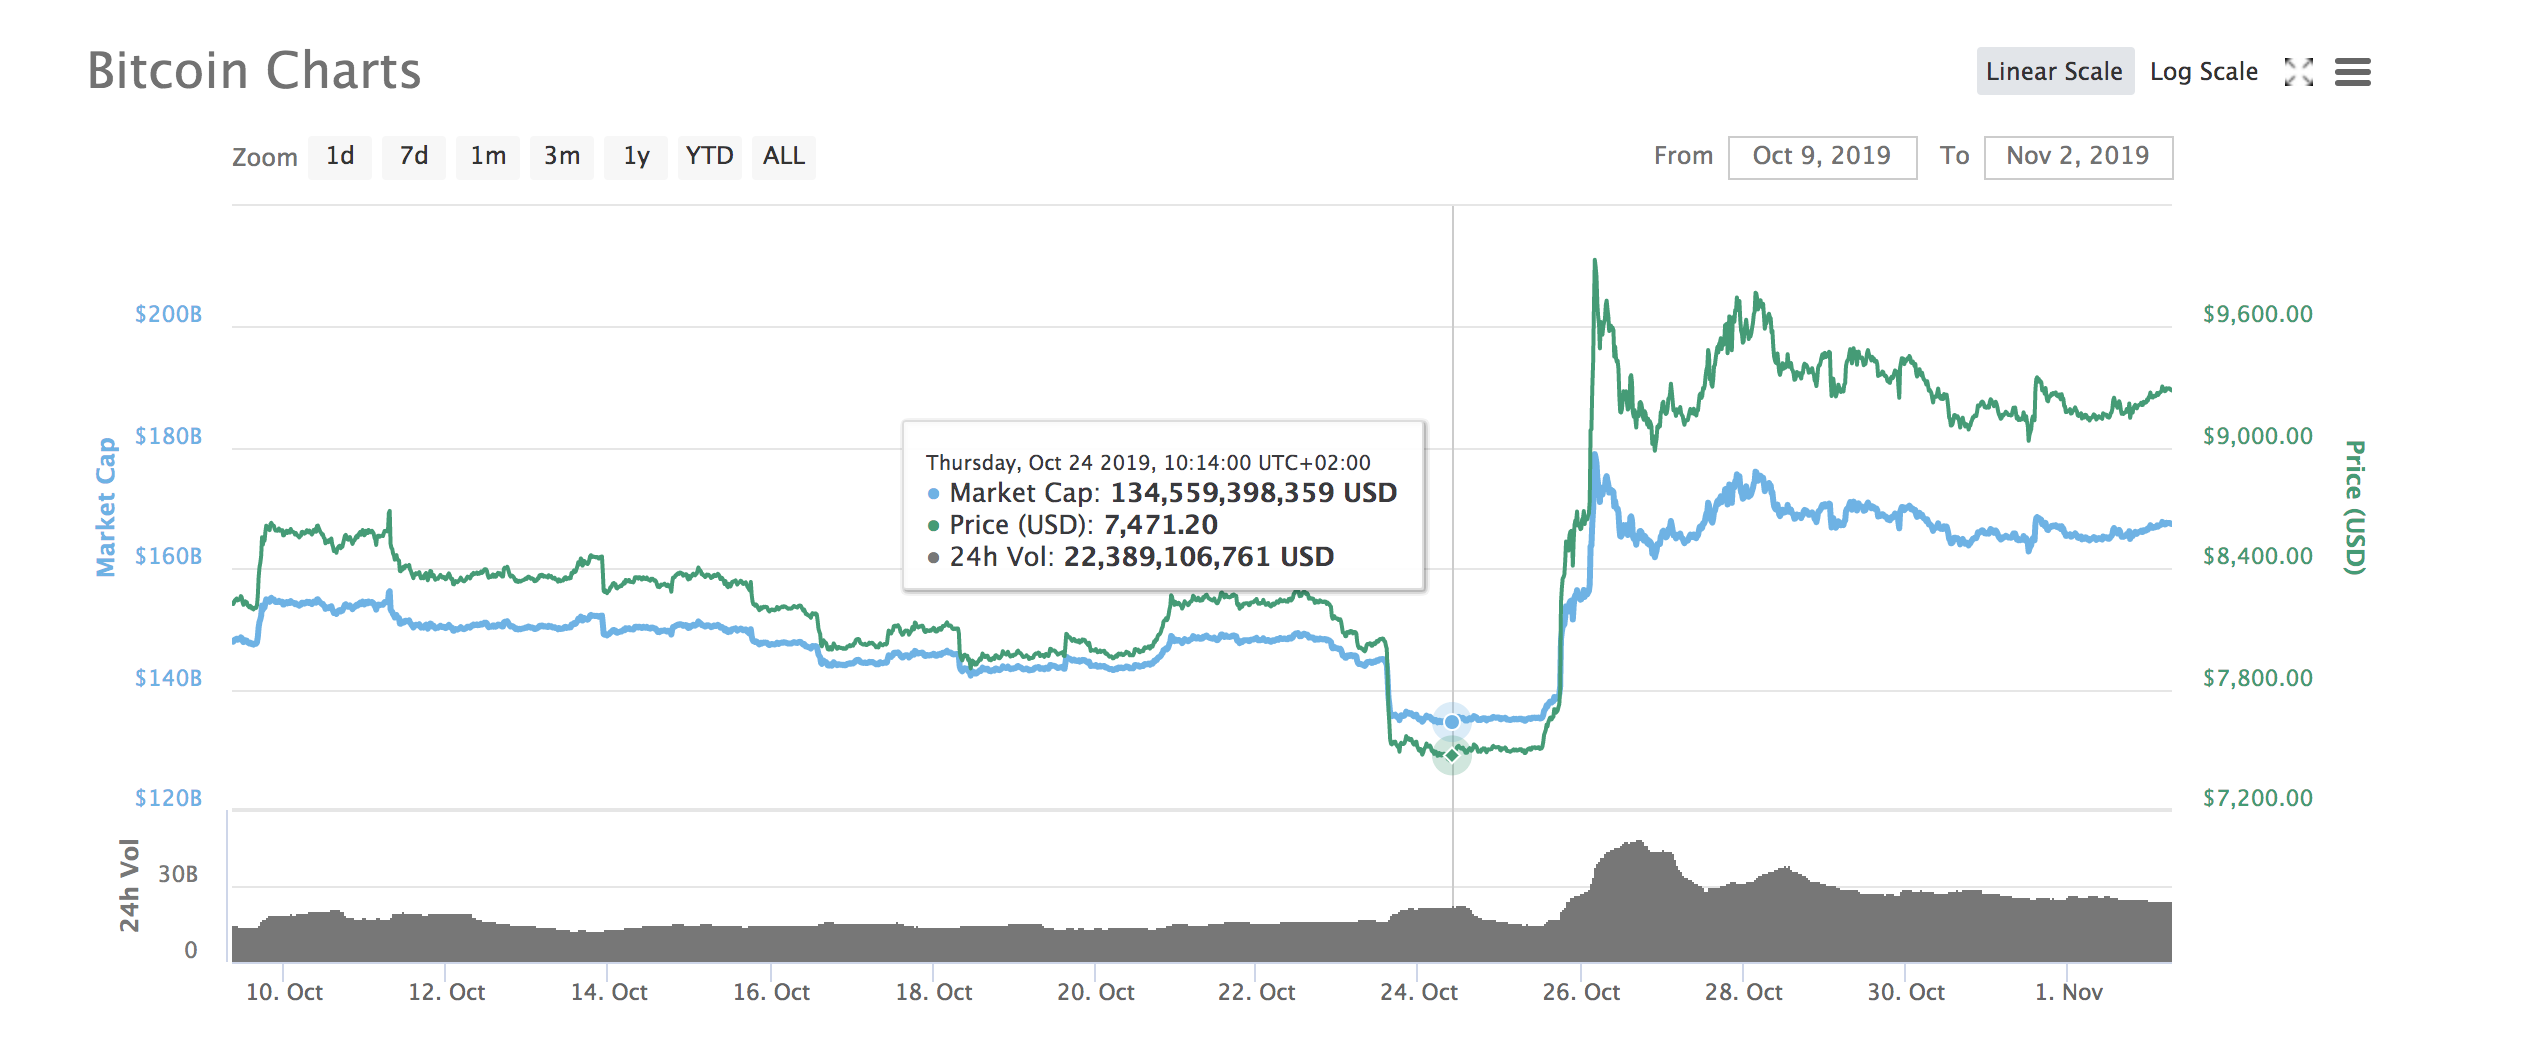 Bitcoin Charts
Linear Scale Log Scale
Zoom 1d 7d 1m 3m 1y YTD ALL
From Oct 9, 2019 To Nov 2, 2019
Market Cap
$200B
$180B
$160B
$140B
$120B
Thursday, Oct 24 2019, 10:14:00 UTC+02:00
Market Cap: 134,559,398,359 USD
Price (USD): 7,471.20
24h Vol: 22,389,106,761 USD
$9,600.00
$9,000.00
$8,400.00
$7,800.00
$7,200.00
Price (USD)
24h Vol
30B
0
10. Oct 12. Oct 14. Oct 16. Oct 18. Oct 20. Oct 22. Oct 24. Oct 26. Oct 28. Oct 30. Oct 1. Nov